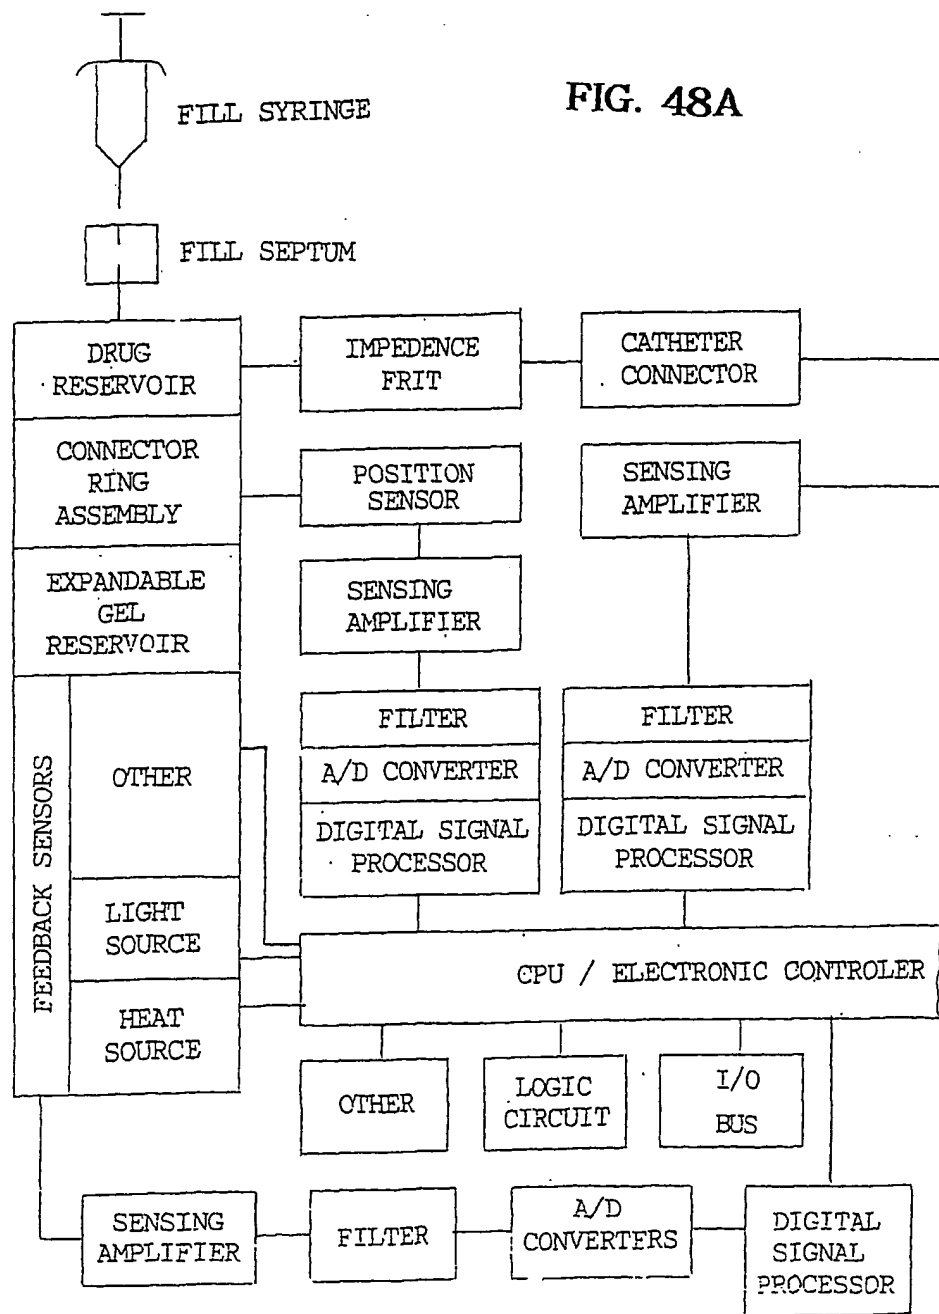 FIG. 48A
FILL SYRINGE
FILL SEPTUM
DRUG
RESERVOIR
IMPEDENCE
FRIT
CATHETER
CONNECTOR
CONNECTOR
RING
ASSEMBLY
POSITION
SENSOR
SENSING
AMPLIFIER
EXPANDABLE
GEL
RESERVOIR
SENSING
AMPLIFIER
FEEDBACK SENSORS
OTHER
LIGHT
SOURCE
HEAT
SOURCE
FILTER
A/D CONVERTER
DIGITAL SIGNAL
PROCESSOR
FILTER
A/D CONVERTER
DIGITAL SIGNAL
PROCESSOR
CPU / ELECTRONIC CONTROLER
OTHER
LOGIC
CIRCUIT
I/O
BUS
SENSING
AMPLIFIER
FILTER
A/D
CONVERTERS
DIGITAL
SIGNAL
PROCESSOR